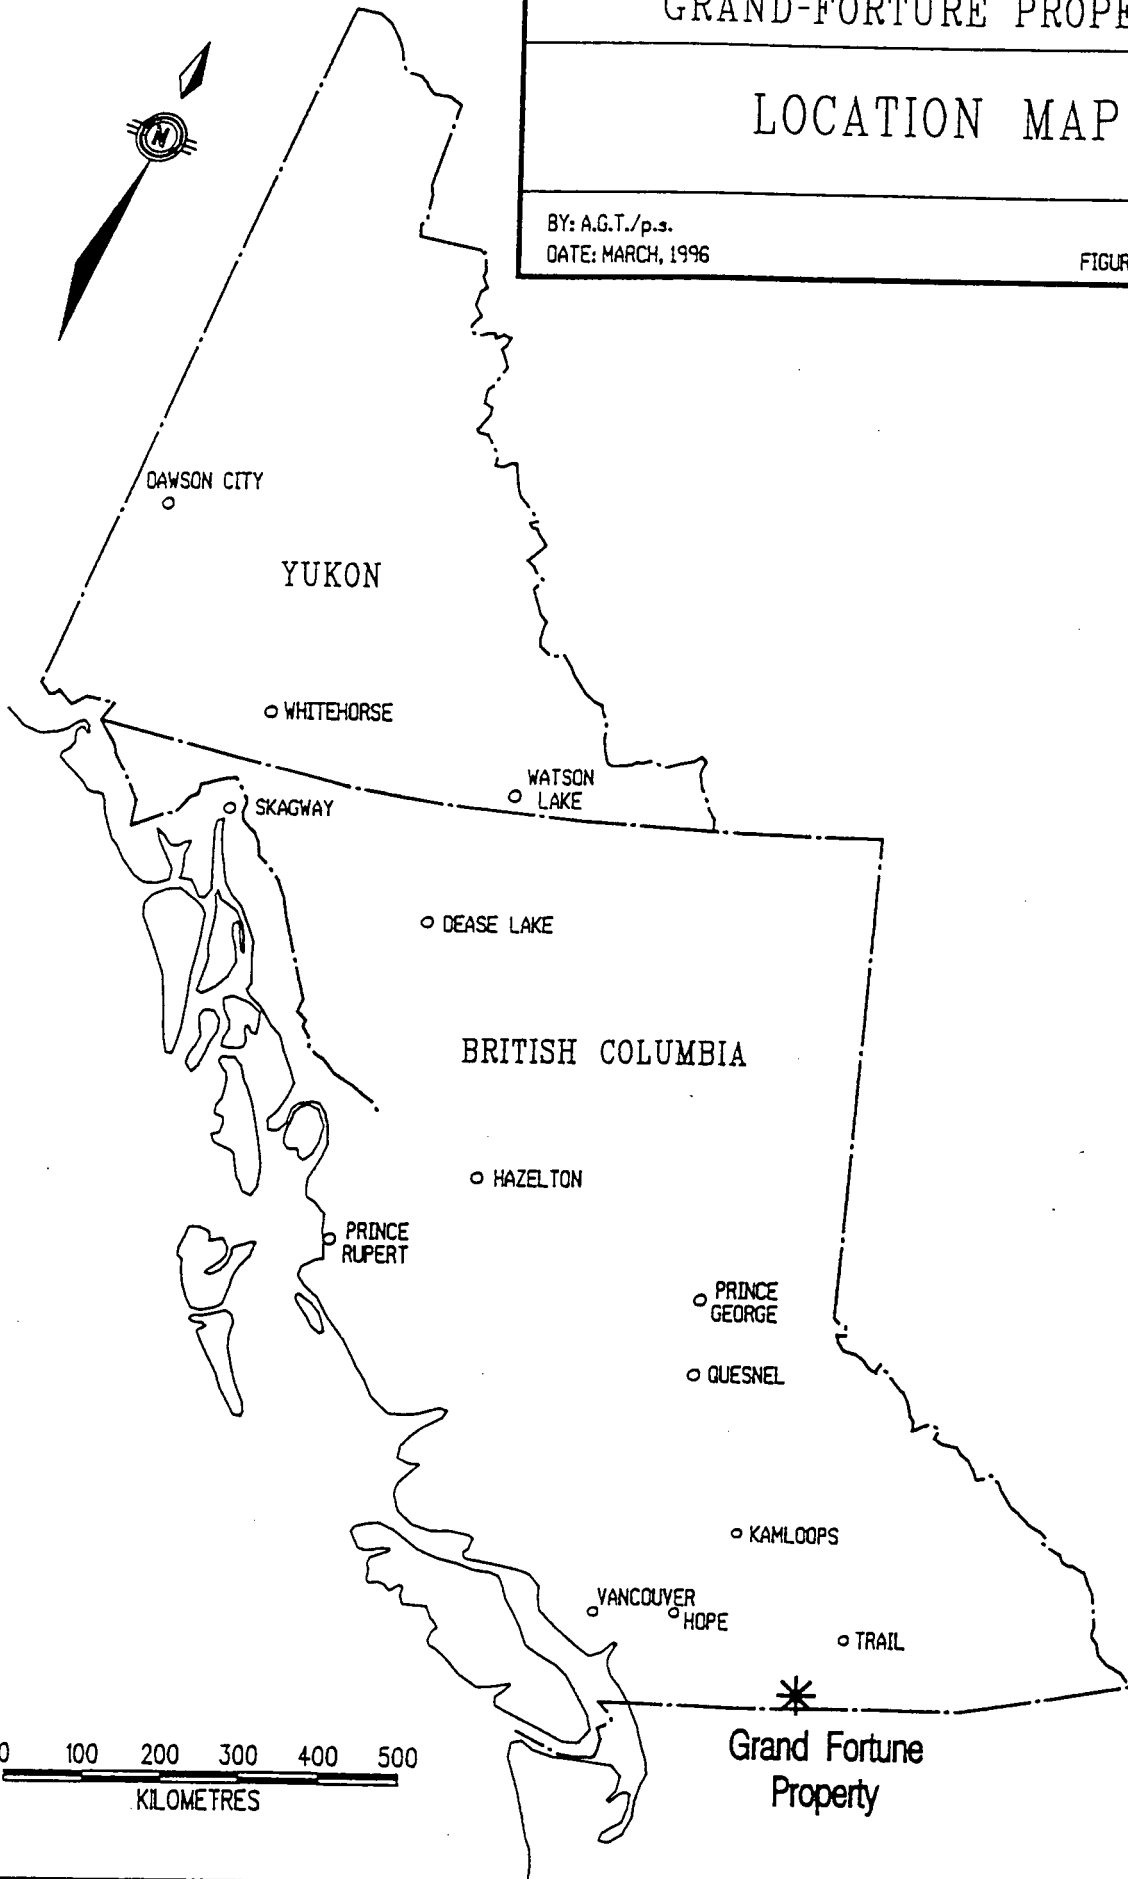 GRAND-FORTURE PROPE
LOCATION MAP
BY: A.G.T./p.s.
DATE: MARCH, 1996
FIGUR
N
DAWSON CITY
YUKON
WHITEHORSE
WATSON
LAKE
SKAGWAY
DEASE LAKE
BRITISH COLUMBIA
HAZELTON
PRINCE
RUPERT
PRINCE
GEORGE
QUESNEL
KAMLOOPS
VANCOUVER
HOPE
TRAIL
Grand Fortune
Property
0 100 200 300 400 500
KILOMETRES